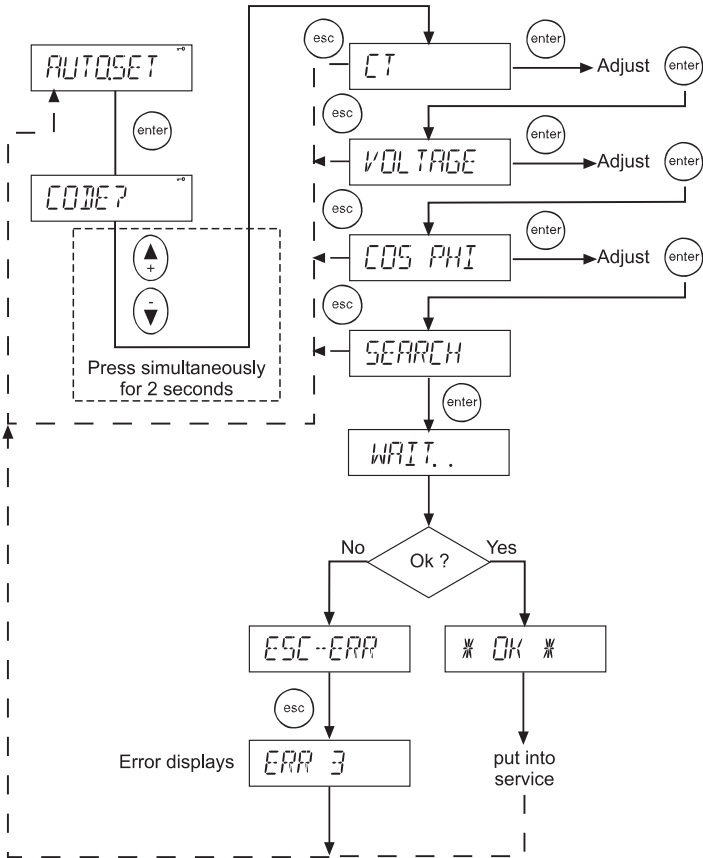 AUTO.SET
enter
CODE?
+
-
Press simultaneously
for 2 seconds
esc
CT
enter
Adjust
enter
esc
VOLTAGE
enter
Adjust
enter
esc
COS PHI
enter
Adjust
enter
esc
SEARCH
enter
WAIT..
Ok ?
No
Yes
ESC-ERR
* OK *
esc
Error displays
ERR 3
put into
service